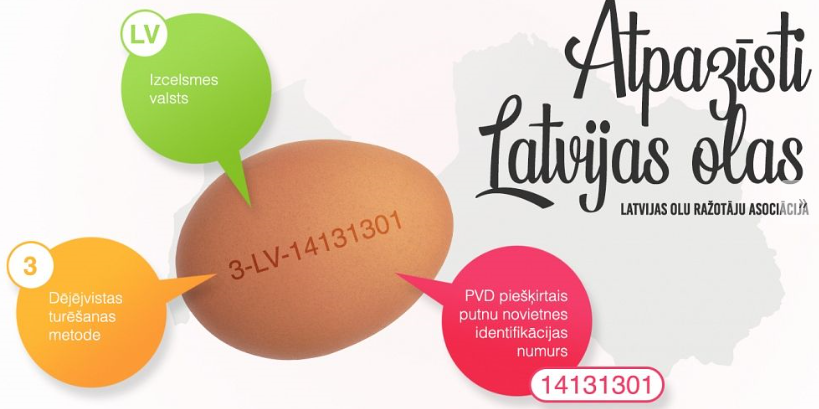 LV
Izcelsmes
valsts
Atpazīsti
Latvijas olas
LATVIJAS OLU RAŽOTĀJU ASOCIĀCIJA
3-LV-14131301
3
Dējējvistas
turēšanas
metode
PVD piešķirtais
putnu novietnes
identifikācijas
numurs
14131301